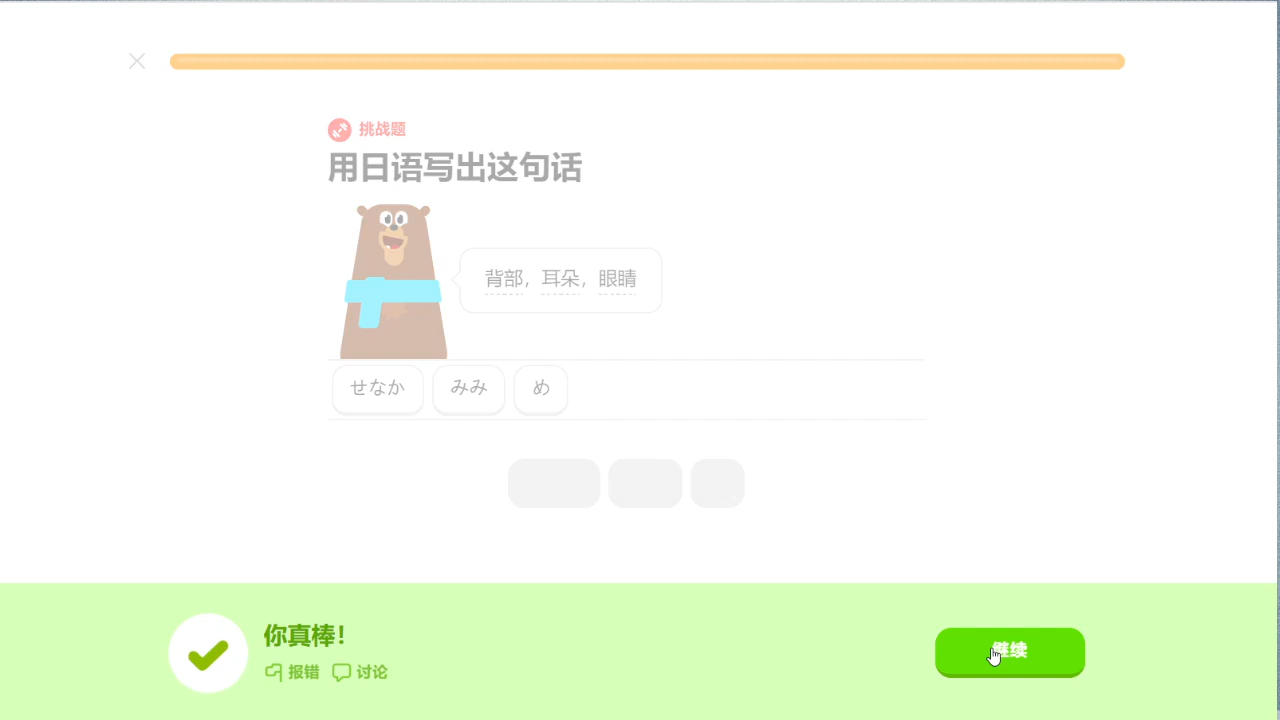 挑战题
用日语写出这句话
背部，耳朵，眼睛
せなか みみ め
你真棒！
报错 讨论
继续